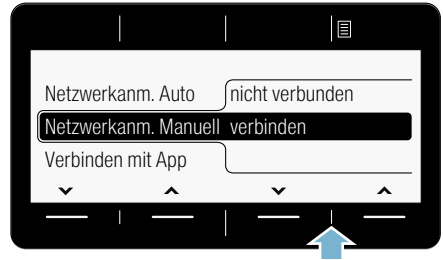 Netzwerkanm. Auto nicht verbunden
Netzwerkanm. Manuell verbinden
Verbinden mit App